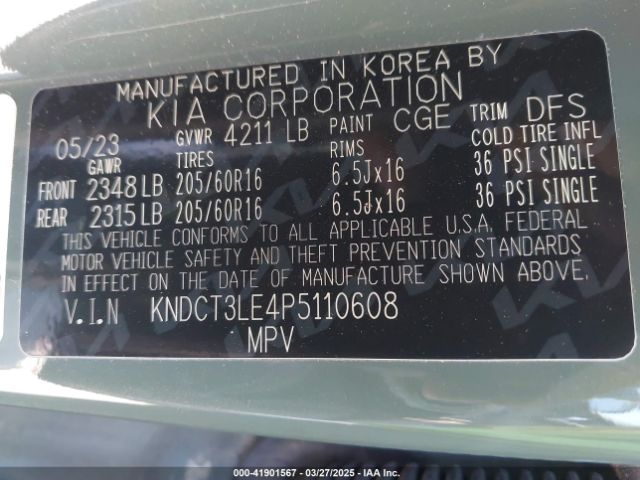 MANUFACTURED IN KOREA BY
KIA CORPORATION
05/23 GVWR 4211 LB PAINT CGE TRIM DFS
GAWR TIRES RIMS COLD TIRE INFL
FRONT 2348 LB 205/60R16 6.5Jx16 36 PSI SINGLE
REAR 2315 LB 205/60R16 6.5Jx16 36 PSI SINGLE
THIS VEHICLE CONFORMS TO ALL APPLICABLE U.S.A. FEDERAL
MOTOR VEHICLE SAFETY AND THEFT PREVENTION STANDARDS
IN EFFECT ON THE DATE OF MANUFACTURE SHOWN ABOVE.
V.I.N KNDCT3LE4P5110608
MPV
000-41901567 - 03/27/2025 - IAA Inc.